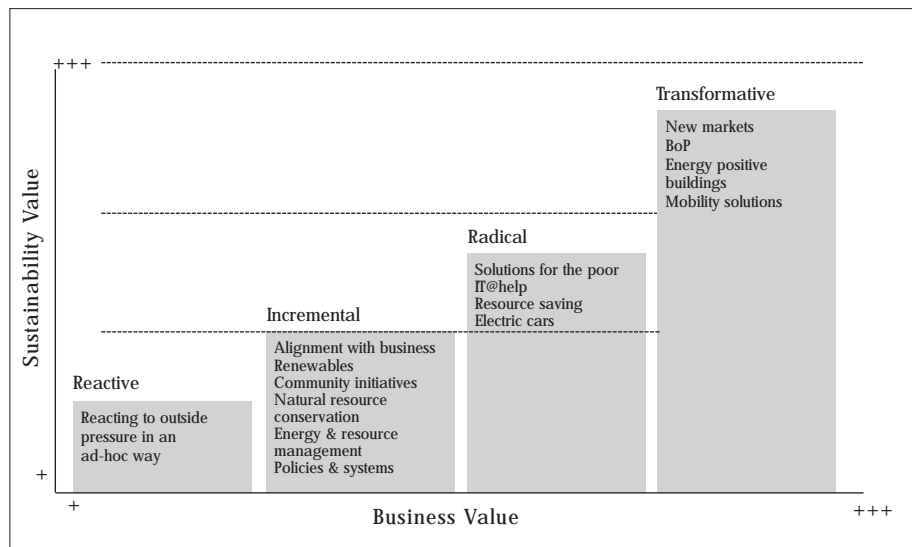 +++
Transformative
New markets
BoP
Energy positive
buildings
Mobility solutions
Radical
Solutions for the poor
IT@help
Resource saving
Electric cars
Incremental
Alignment with business
Renewables
Community initiatives
Natural resource
conservation
Energy & resource
management
Policies & systems
Reactive
Reacting to outside
pressure in an
ad-hoc way
Sustainability Value
+
+
Business Value
+++